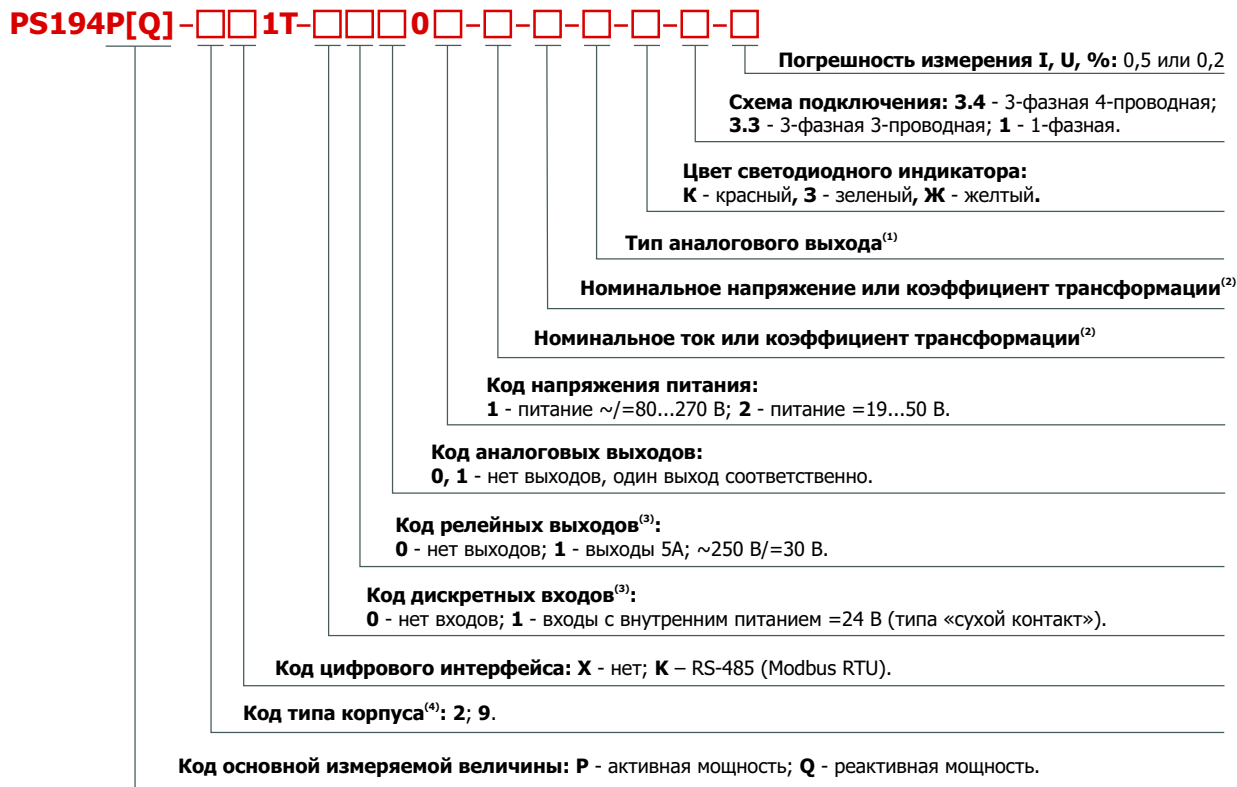 PS194P[Q]-□□1T-□□□0□-□-□-□-□-□-□
Погрешность измерения I, U, %: 0,5 или 0,2
Схема подключения: 3.4 - 3-фазная 4-проводная;
3.3 - 3-фазная 3-проводная; 1 - 1-фазная.
Цвет светодиодного индикатора:
К - красный, З - зеленый, Ж - желтый.
Тип аналогового выхода(1)
Номинальное напряжение или коэффициент трансформации(2)
Номинальное ток или коэффициент трансформации(2)
Код напряжения питания:
1 - питание ~/=80...270 В; 2 - питание =19...50 В.
Код аналоговых выходов:
0, 1 - нет выходов, один выход соответственно.
Код релейных выходов(3):
0 - нет выходов; 1 - выходы 5А; ~250 В/=30 В.
Код дискретных входов(3):
0 - нет входов; 1 - входы с внутренним питанием =24 В (типа «сухой контакт»).
Код цифрового интерфейса: X - нет; K – RS-485 (Modbus RTU).
Код типа корпуса(4): 2; 9.
Код основной измеряемой величины: P - активная мощность; Q - реактивная мощность.